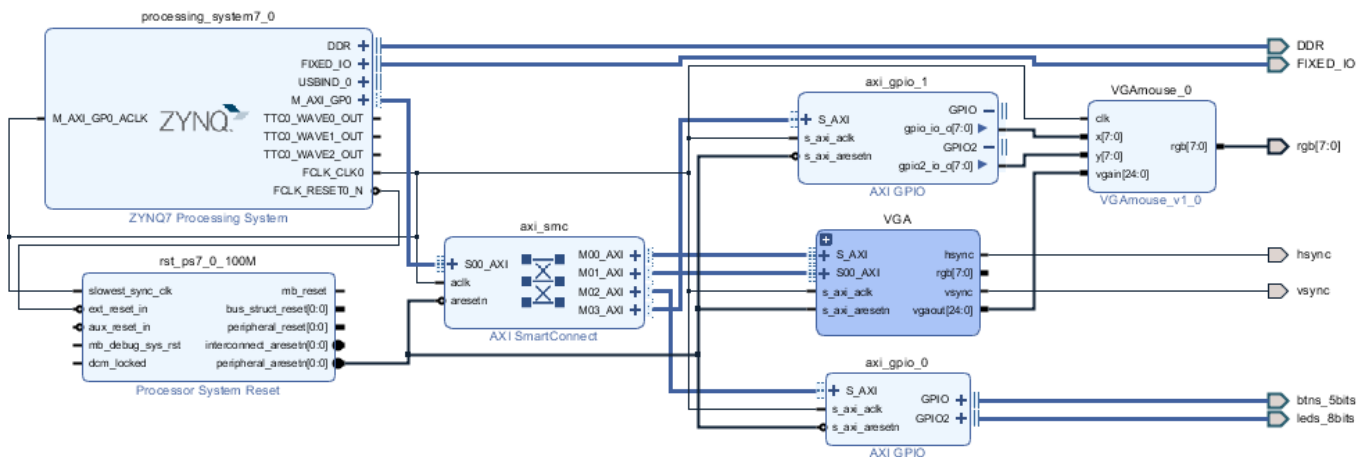 processing_system7_0
DDR
FIXED_IO
USBIND_0
M_AXI_GP0
M_AXI_GP0_ACLK
ZYNQ
TTC0_WAVE0_OUT
TTC0_WAVE1_OUT
TTC0_WAVE2_OUT
FCLK_CLK0
FCLK_RESET0_N
ZYNQ7 Processing System
rst_ps7_0_100M
slowest_sync_clk
ext_reset_in
aux_reset_in
mb_debug_sys_rst
dcm_locked
mb_reset
bus_struct_reset[0:0]
peripheral_reset[0:0]
interconnect_aresetn[0:0]
peripheral_aresetn[0:0]
Processor System Reset
axi_smc
S00_AXI
aclk
aresetn
M00_AXI
M01_AXI
M02_AXI
M03_AXI
AXI SmartConnect
axi_gpio_1
S_AXI
s_axi_aclk
s_axi_aresetn
GPIO
gpio_io_o[7:0]
GPIO2
gpio2_io_o[7:0]
AXI GPIO
VGA
S_AXI
S00_AXI
s_axi_aclk
s_axi_aresetn
hsync
rgb[7:0]
vsync
vgaout[24:0]
axi_gpio_0
S_AXI
s_axi_aclk
s_axi_aresetn
GPIO
GPIO2
AXI GPIO
VGAmouse_0
clk
x[7:0]
y[7:0]
vgain[24:0]
rgb[7:0]
VGAmouse_v1_0
DDR
FIXED_IO
rgb[7:0]
hsync
vsync
btns_5bits
leds_8bits